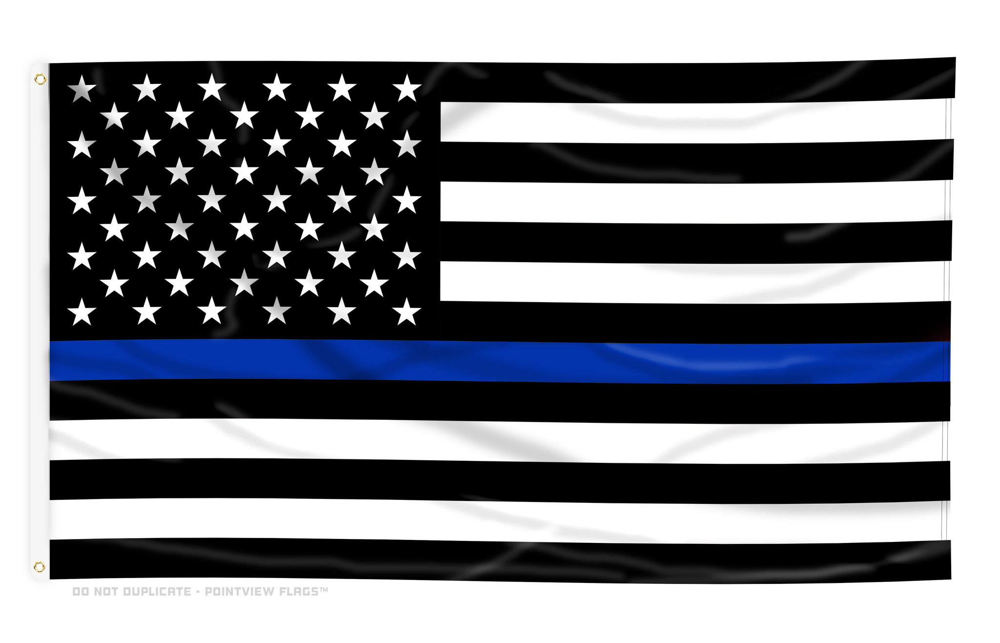 DO NOT DUPLICATE - POINTVIEW FLAGS™